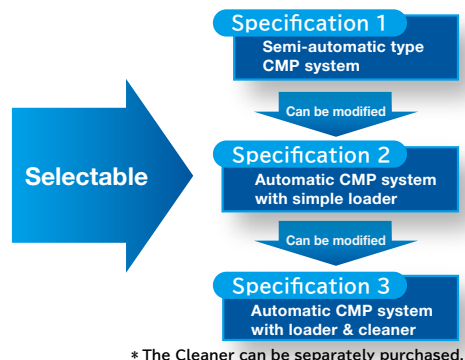 Specification 1
Semi-automatic type
CMP system
Can be modified
Selectable
Specification 2
Automatic CMP system
with simple loader
Can be modified
Specification 3
Automatic CMP system
with loader & cleaner
* The Cleaner can be separately purchased.